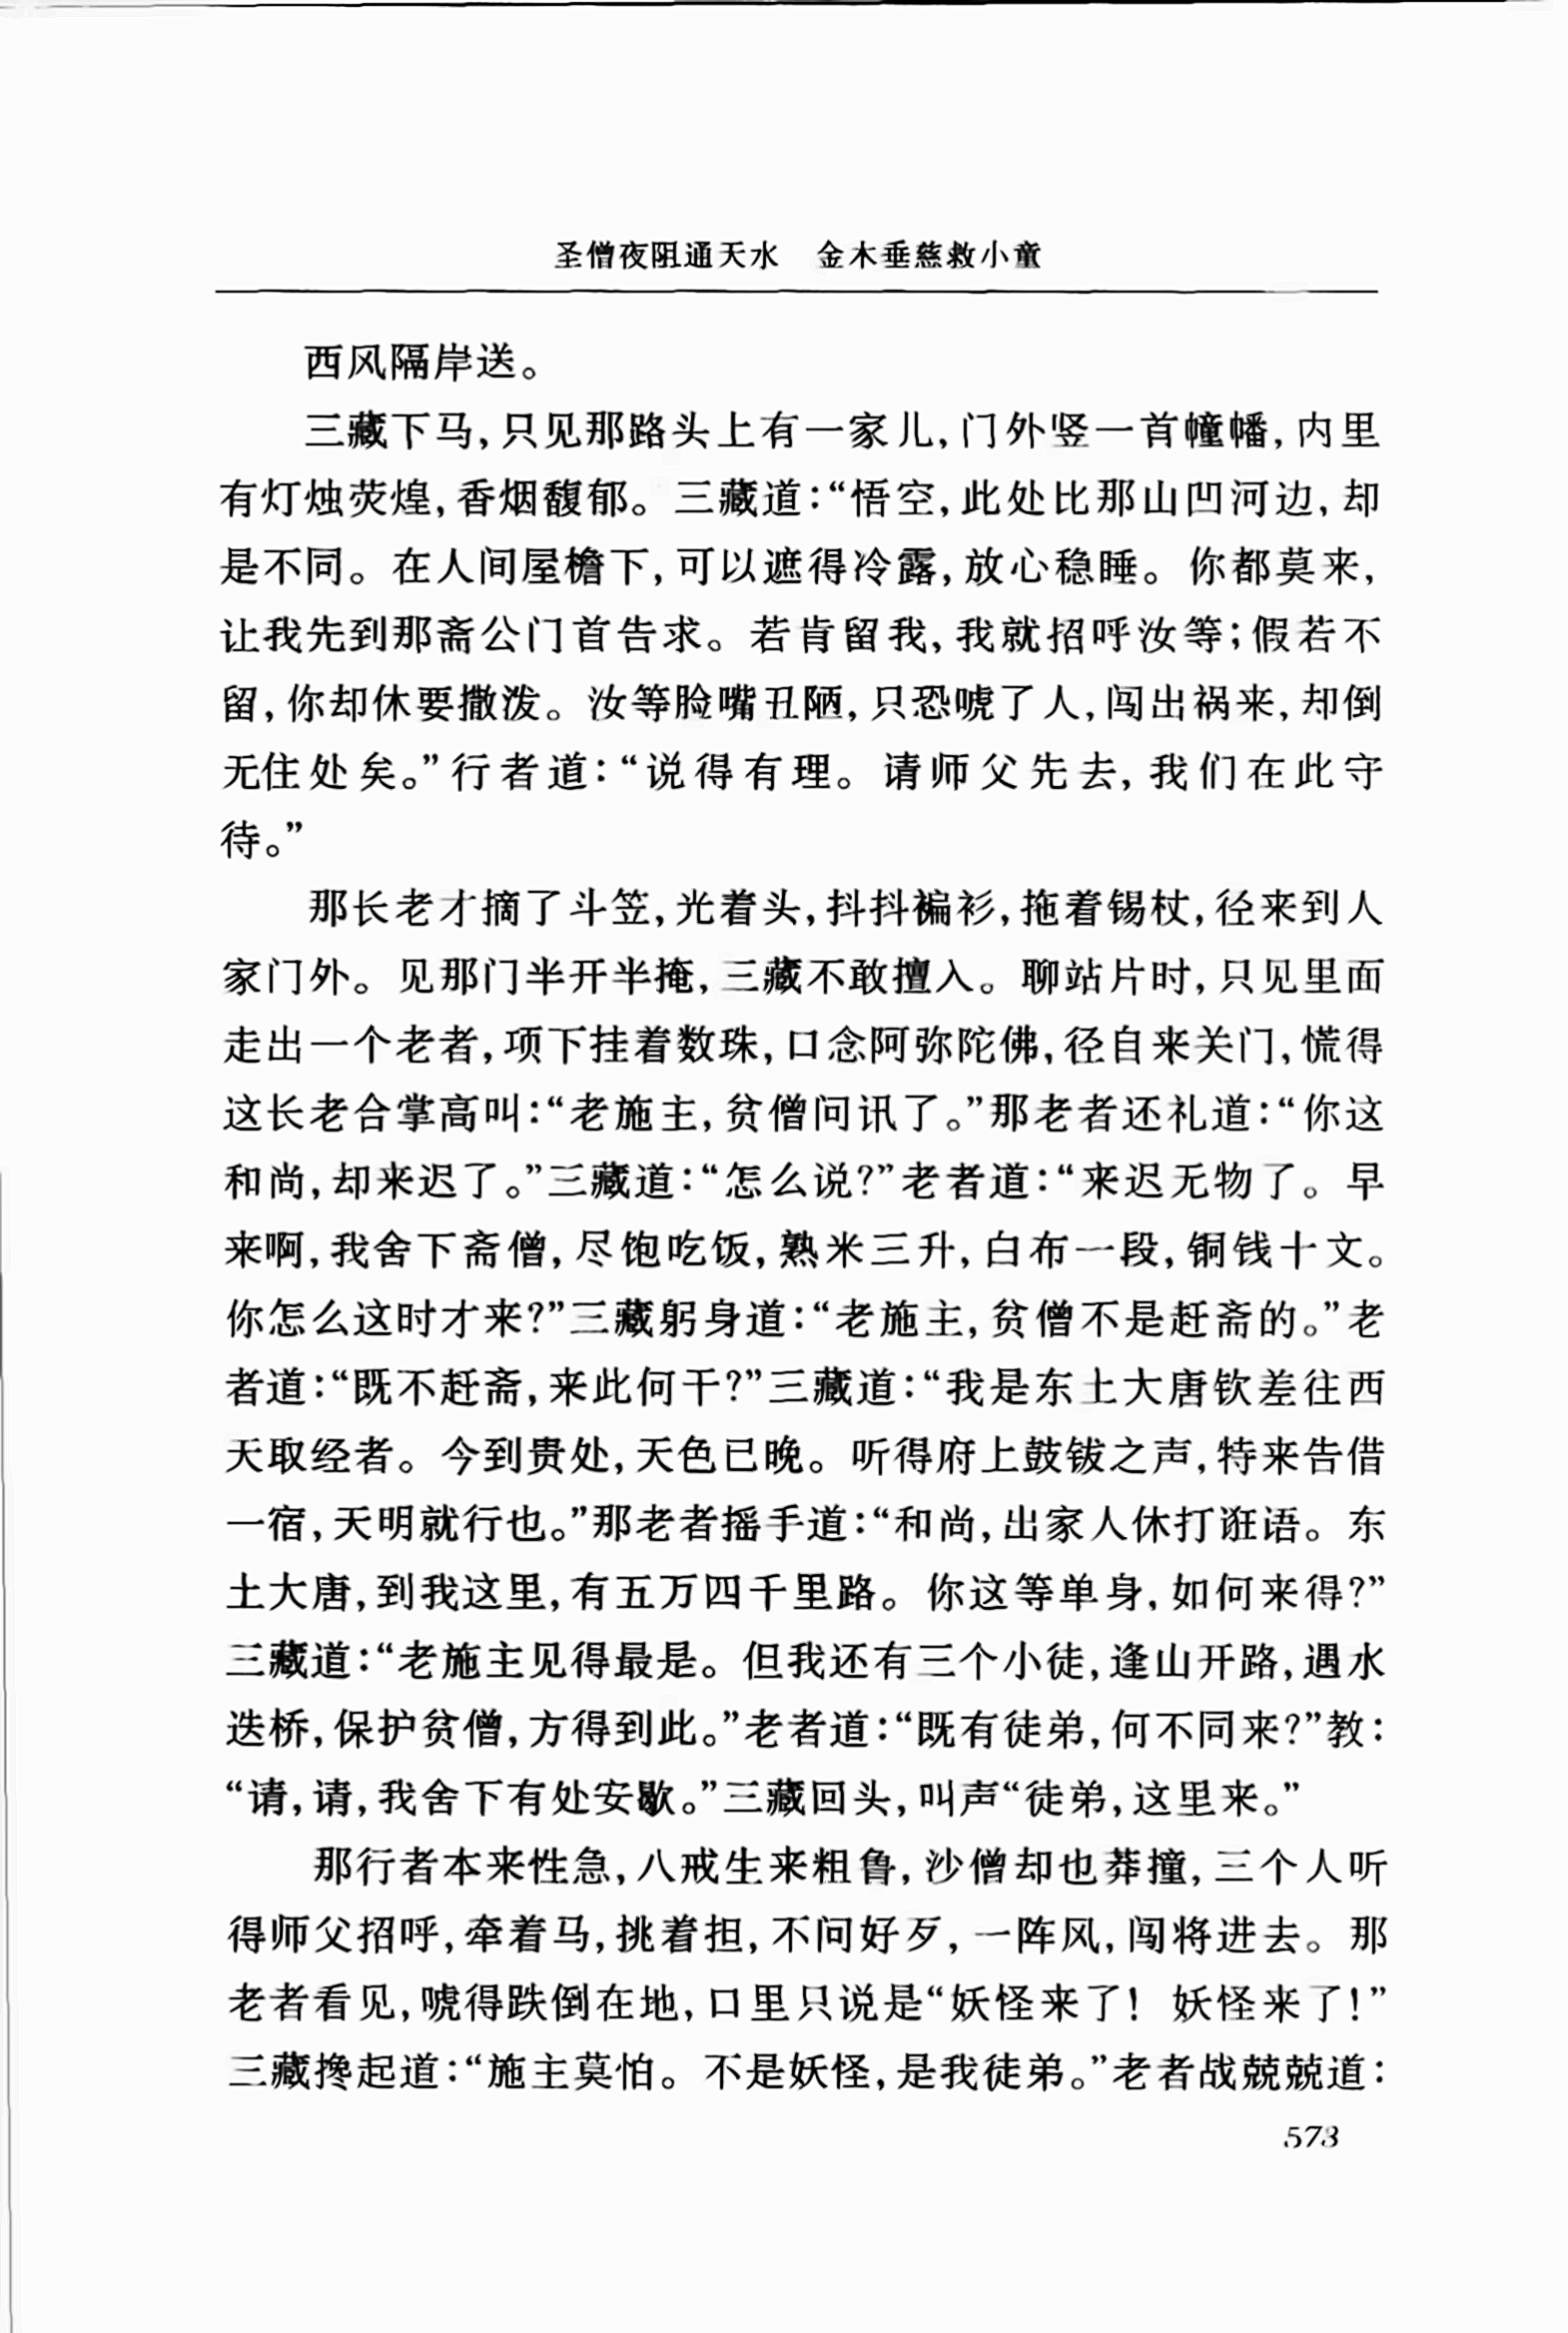 圣僧夜阻通天水　金木垂慈救小童
西风隔岸送。
三藏下马,只见那路头上有一家儿,门外竖一首幢幡,内里
有灯烛荧煌,香烟馥郁。三藏道:“悟空,此处比那山凹河边,却
是不同。在人间屋檐下,可以遮得冷露,放心稳睡。你都莫来,
让我先到那斋公门首告求。若肯留我,我就招呼汝等;假若不
留,你却休要撒泼。汝等脸嘴丑陋,只恐唬了人,闯出祸来,却倒
无住处矣。”行者道:“说得有理。请师父先去,我们在此守
待。”
那长老才摘了斗笠,光着头,抖抖褊衫,拖着锡杖,径来到人
家门外。见那门半开半掩,三藏不敢擅入。聊站片时,只见里面
走出一个老者,项下挂着数珠,口念阿弥陀佛,径自来关门,慌得
这长老合掌高叫:“老施主,贫僧问讯了。”那老者还礼道:“你这
和尚,却来迟了。”三藏道:“怎么说?”老者道:“来迟无物了。早
来啊,我舍下斋僧,尽饱吃饭,熟米三升,白布一段,铜钱十文。
你怎么这时才来?”三藏躬身道:“老施主,贫僧不是赶斋的。”老
者道:“既不赶斋,来此何干?”三藏道:“我是东土大唐钦差往西
天取经者。今到贵处,天色已晚。听得府上鼓钹之声,特来告借
一宿,天明就行也。”那老者摇手道:“和尚,出家人休打诳语。东
土大唐,到我这里,有五万四千里路。你这等单身,如何来得?”
三藏道:“老施主见得最是。但我还有三个小徒,逢山开路,遇水
迭桥,保护贫僧,方得到此。”老者道:“既有徒弟,何不同来?”教:
“请,请,我舍下有处安歇。”三藏回头,叫声“徒弟,这里来。”
那行者本来性急,八戒生来粗鲁,沙僧却也莽撞,三个人听
得师父招呼,牵着马,挑着担,不问好歹,一阵风,闯将进去。那
老者看见,唬得跌倒在地,口里只说是“妖怪来了! 妖怪来了!”
三藏搀起道:“施主莫怕。不是妖怪,是我徒弟。”老者战兢兢道:
573